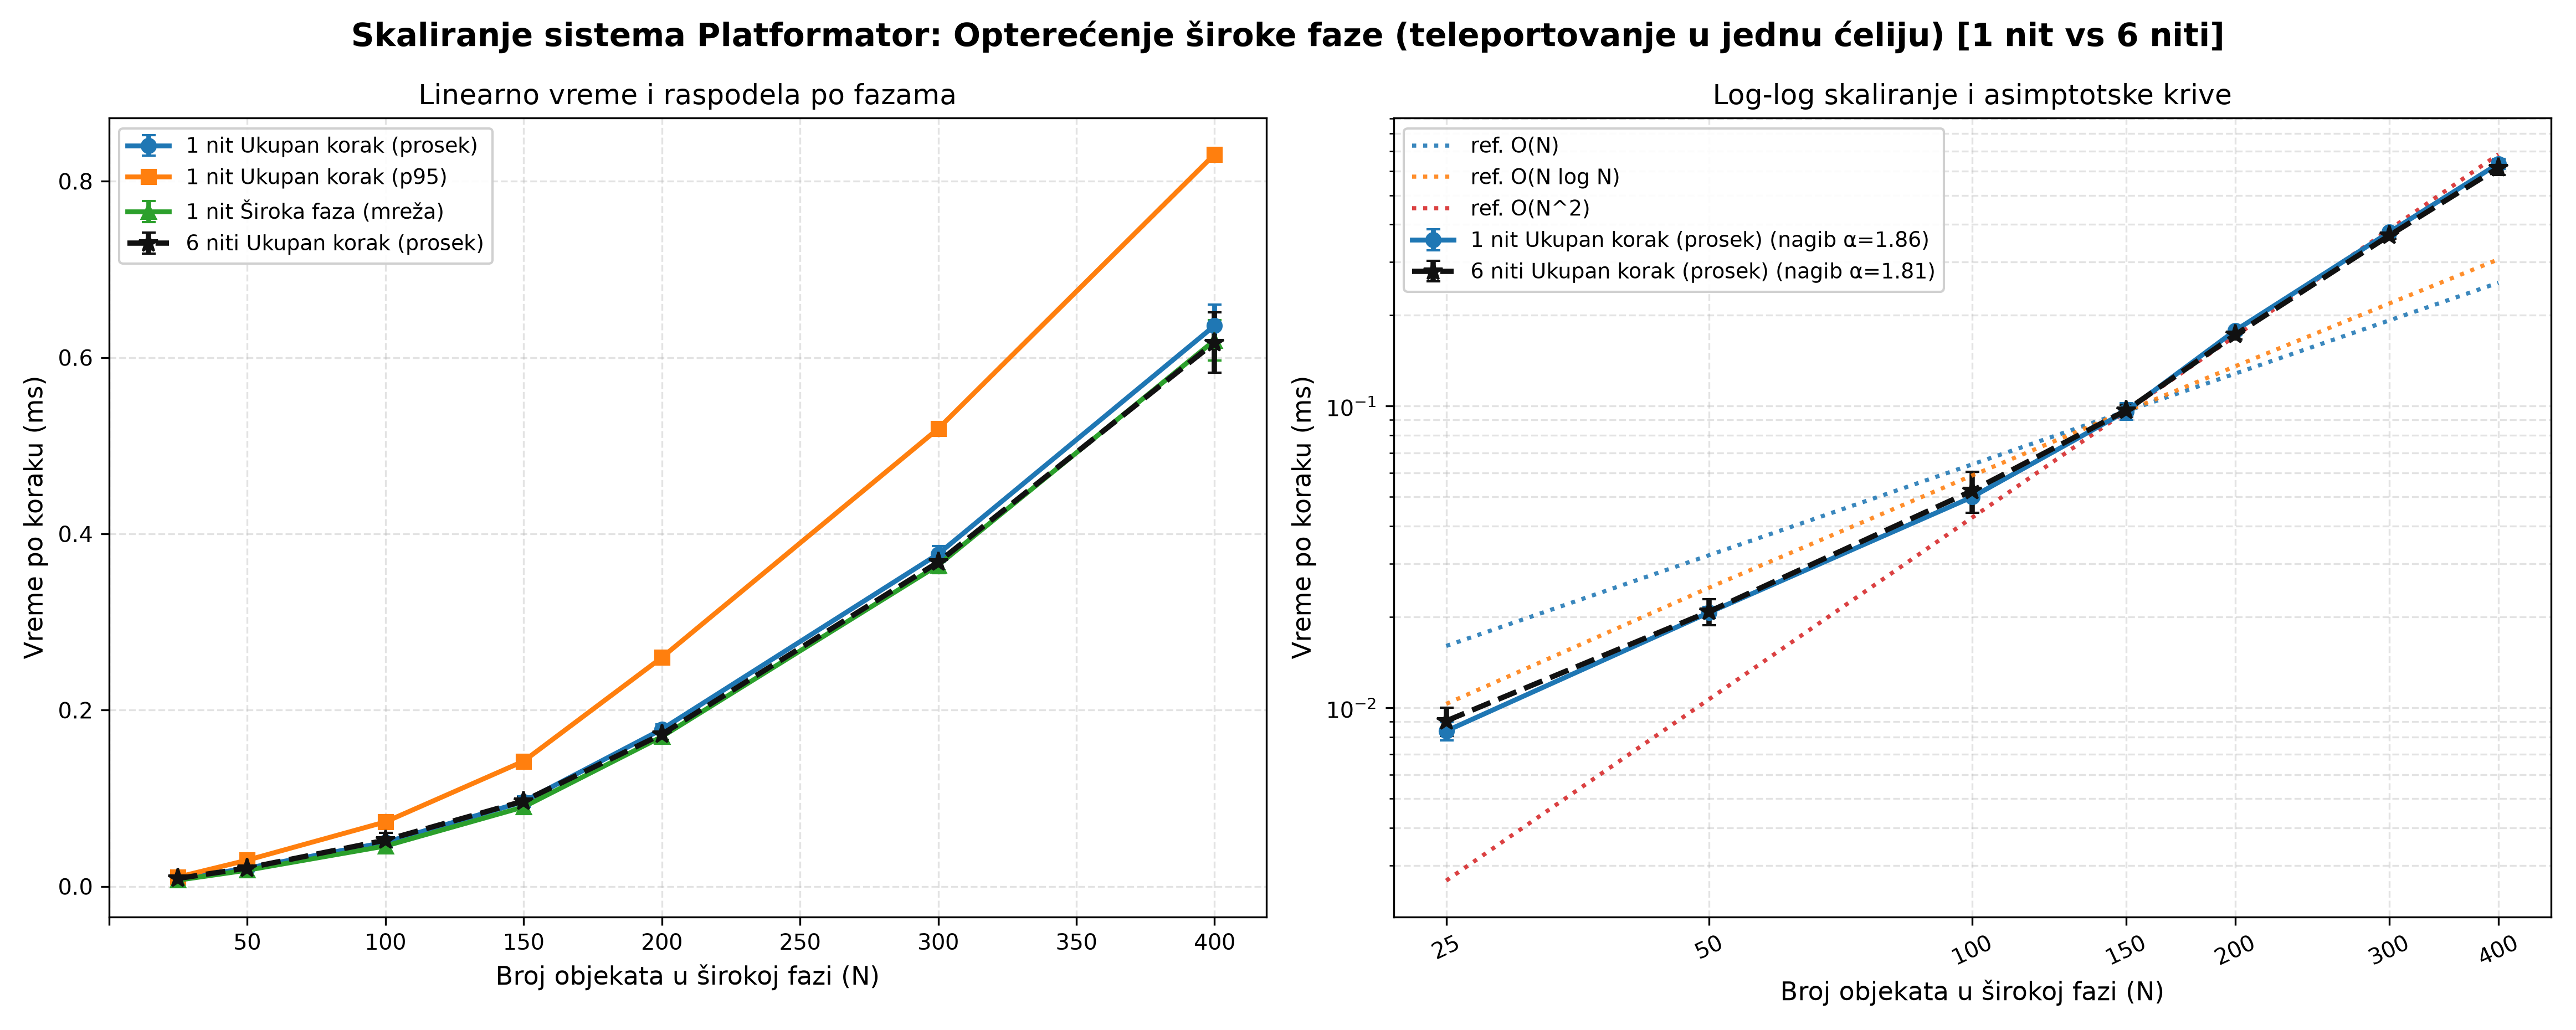 Skaliranje sistema Platformator: Opterećenje široke faze (teleportovanje u jednu ćeliju) [1 nit vs 6 niti]
Linearno vreme i raspodela po fazama
1 nit Ukupan korak (prosek)
1 nit Ukupan korak (p95)
1 nit Široka faza (mreža)
6 niti Ukupan korak (prosek)
Vreme po koraku (ms)
0.8
0.6
0.4
0.2
0.0
50 100 150 200 250 300 350 400
Broj objekata u širokoj fazi (N)
Log-log skaliranje i asimptotske krive
ref. O(N)
ref. O(N log N)
ref. O(N^2)
1 nit Ukupan korak (prosek) (nagib α=1.86)
6 niti Ukupan korak (prosek) (nagib α=1.81)
Vreme po koraku (ms)
10⁻¹
10⁻²
25 50 100 150 200 300 400
Broj objekata u širokoj fazi (N)